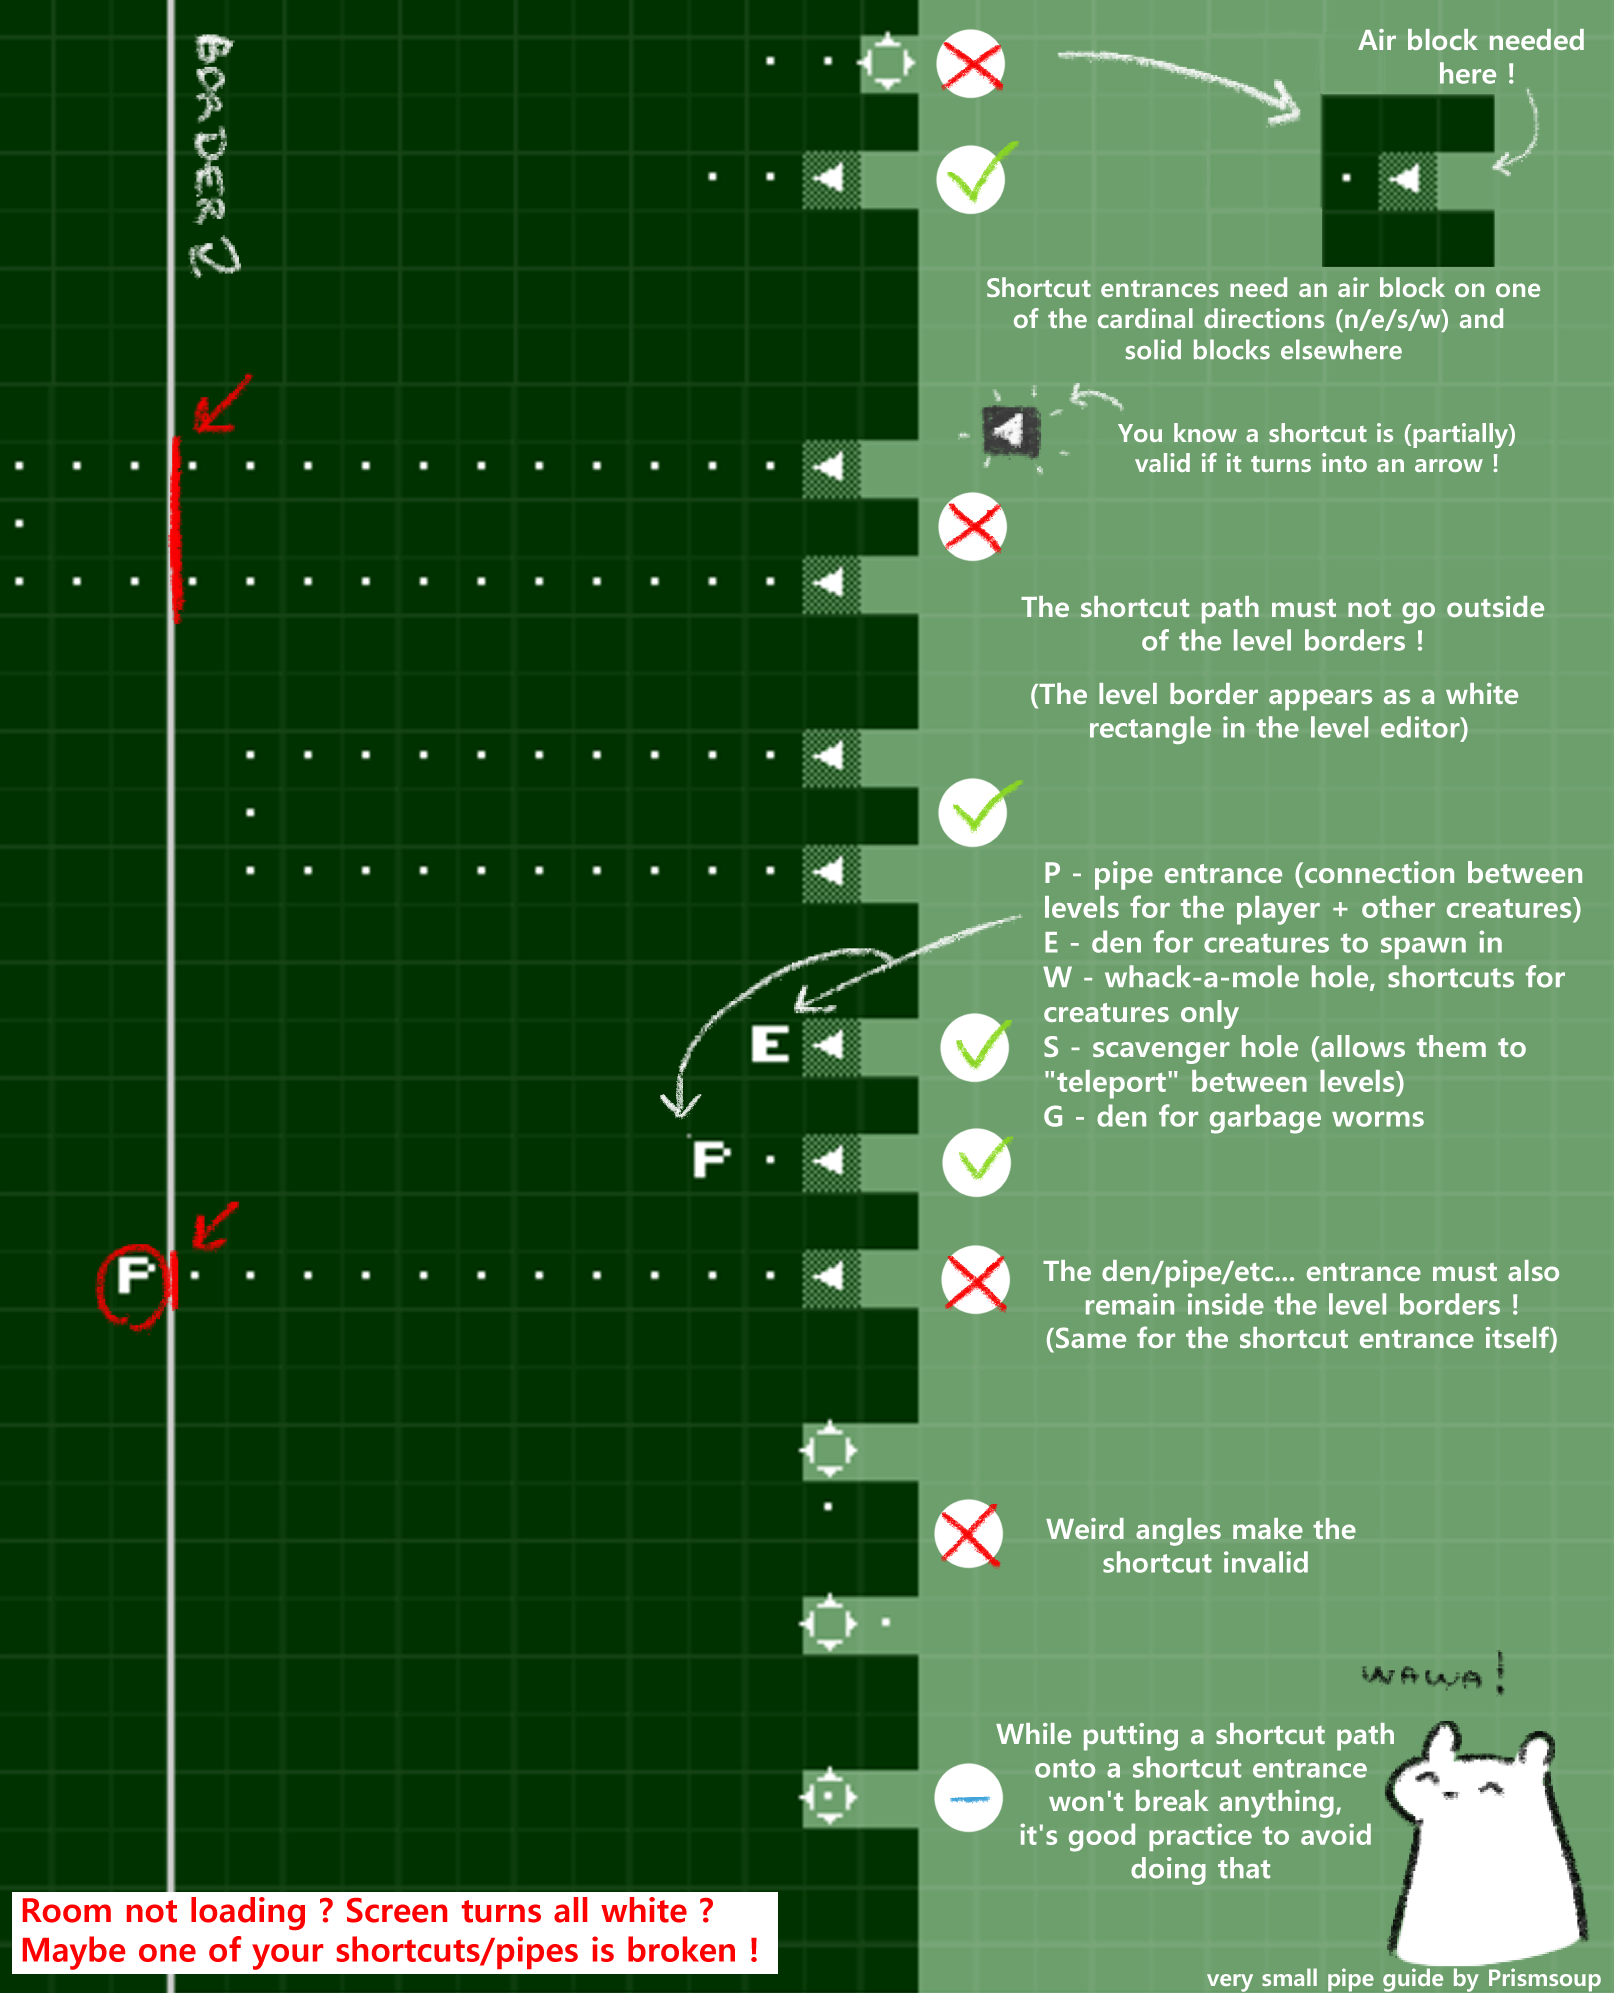 BORDER
Air block needed
here !
Shortcut entrances need an air block on one
of the cardinal directions (n/e/s/w) and
solid blocks elsewhere
You know a shortcut is (partially)
valid if it turns into an arrow !
The shortcut path must not go outside
of the level borders !
(The level border appears as a white
rectangle in the level editor)
P - pipe entrance (connection between
levels for the player + other creatures)
E - den for creatures to spawn in
W - whack-a-mole hole, shortcuts for
creatures only
S - scavenger hole (allows them to
"teleport" between levels)
G - den for garbage worms
E
P
P
The den/pipe/etc... entrance must also
remain inside the level borders !
(Same for the shortcut entrance itself)
Weird angles make the
shortcut invalid
WAWA!
While putting a shortcut path
onto a shortcut entrance
won't break anything,
it's good practice to avoid
doing that
Room not loading ? Screen turns all white ?
Maybe one of your shortcuts/pipes is broken !
very small pipe guide by Prismsoup